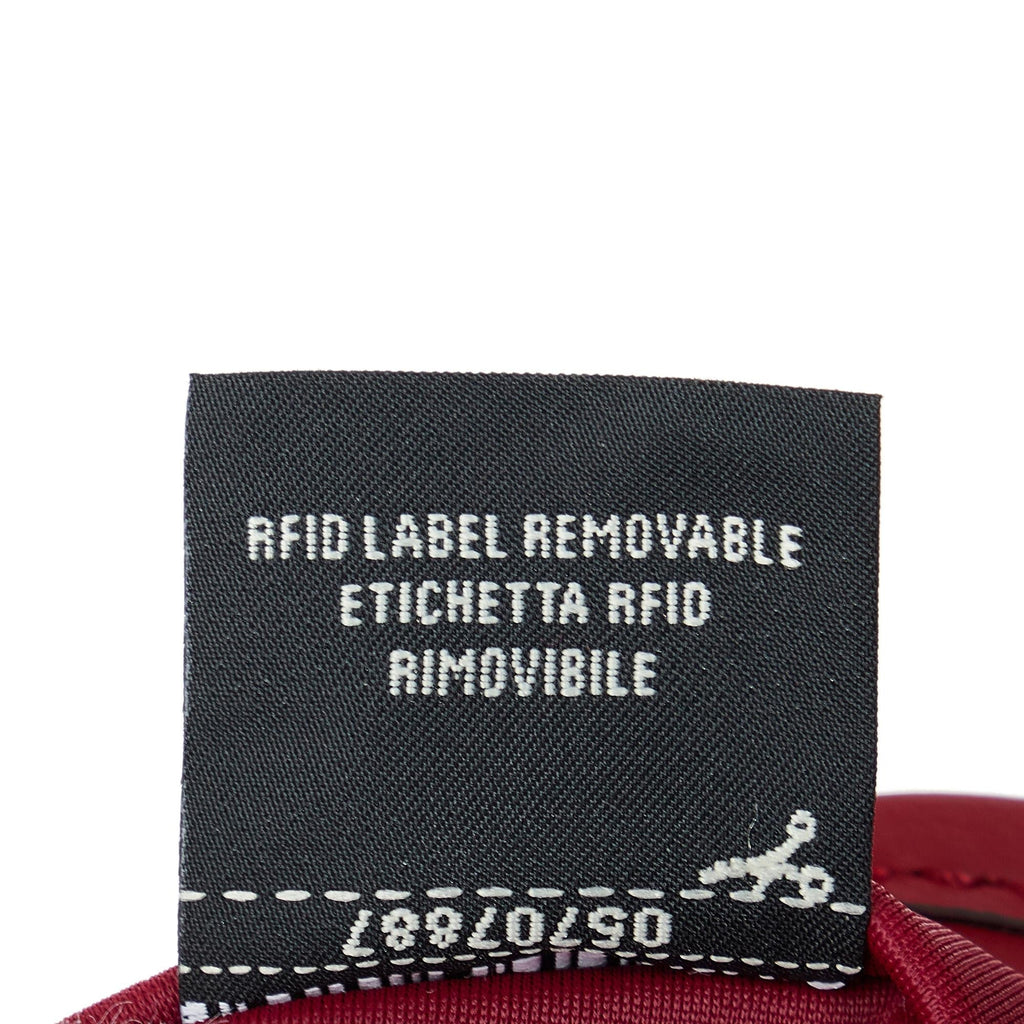 RFID LABEL REMOVABLE
ETICHETTA RFID
RIMOVIBILE
05707887